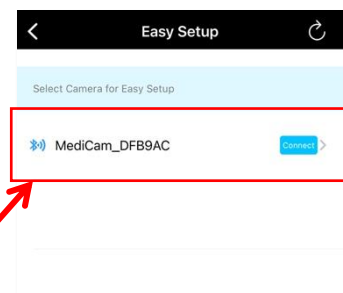 Easy Setup
Select Camera for Easy Setup
MediCam_DFB9AC Connect